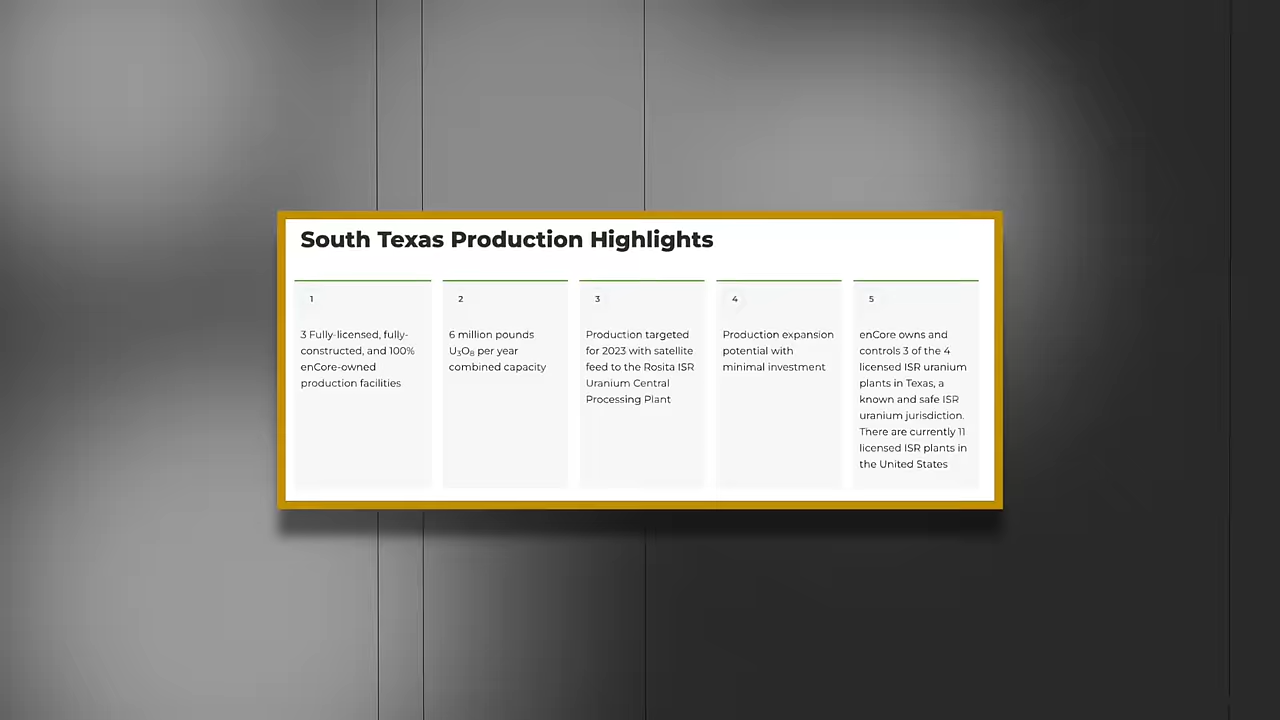 South Texas Production Highlights
1
3 Fully-licensed, fully-
constructed, and 100%
enCore-owned
production facilities
2
6 million pounds
U₃O₈ per year
combined capacity
3
Production targeted
for 2023 with satellite
feed to the Rosita ISR
Uranium Central
Processing Plant
4
Production expansion
potential with
minimal investment
5
enCore owns and
controls 3 of the 4
licensed ISR uranium
plants in Texas, a
known and safe ISR
uranium jurisdiction.
There are currently 11
licensed ISR plants in
the United States